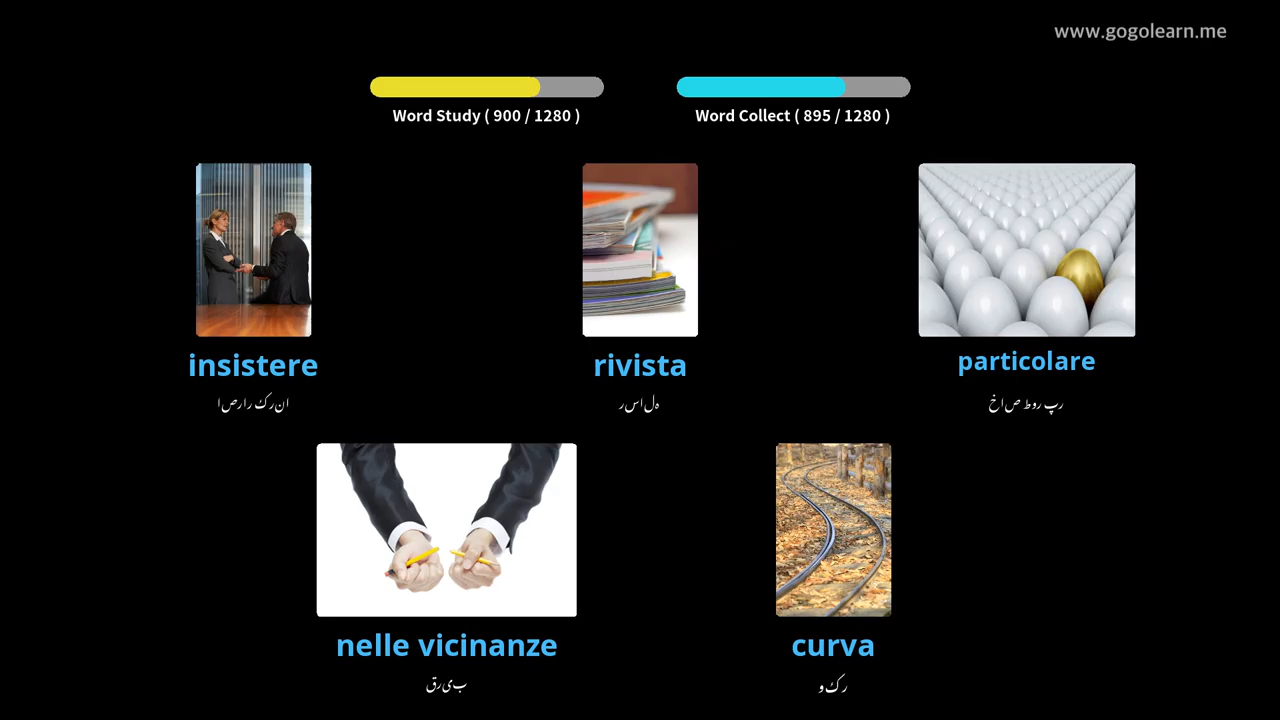 www.gogolearn.me
Word Study ( 900 / 1280 )
Word Collect ( 895 / 1280 )
insistere
rivista
particolare
اصرار کرنا
رسالہ
خاص طور پر
nelle vicinanze
curva
قریب
وکر